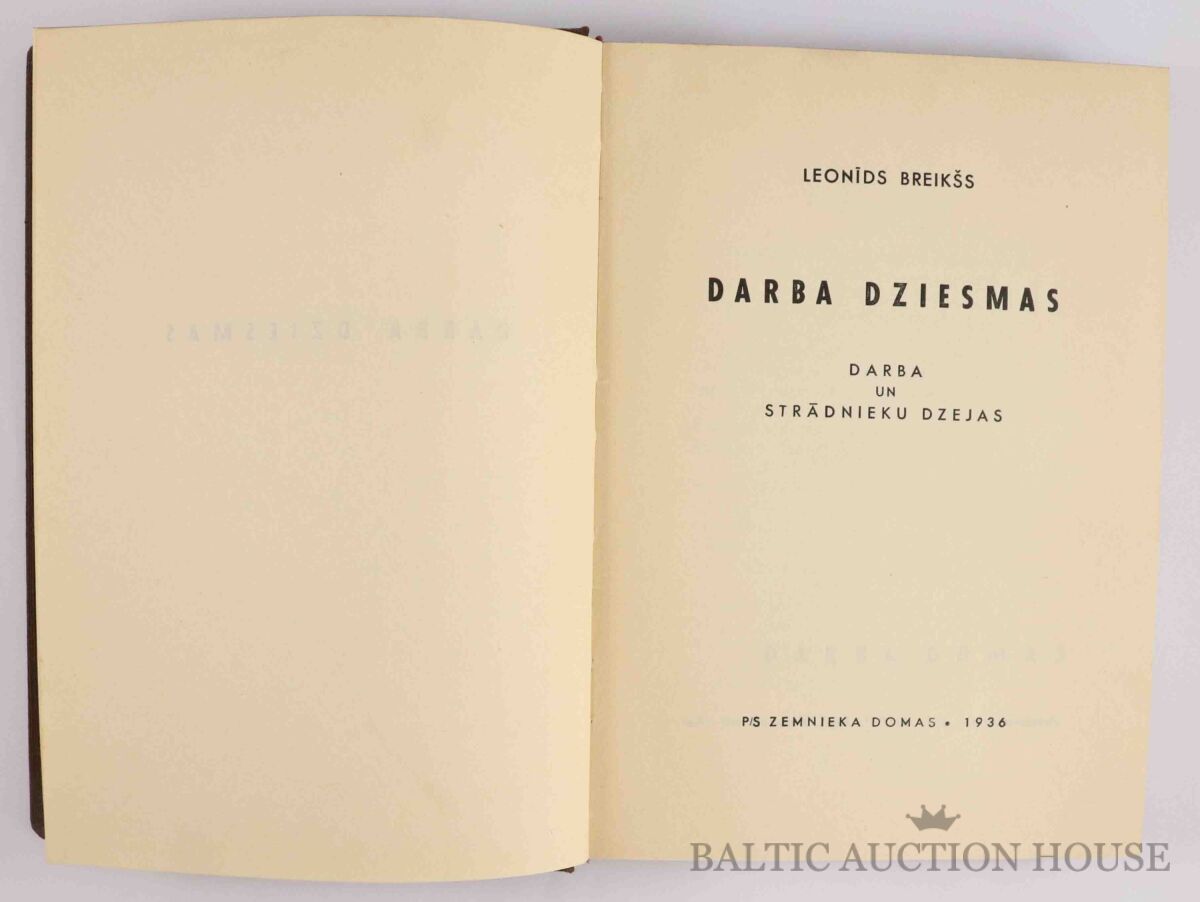 LEONĪDS BREIKŠS
DARBA DZIESMAS
DARBA
UN
STRĀDNIEKU DZEJAS
P/S ZEMNIEKA DOMAS • 1936
BALTIC AUCTION HOUSE